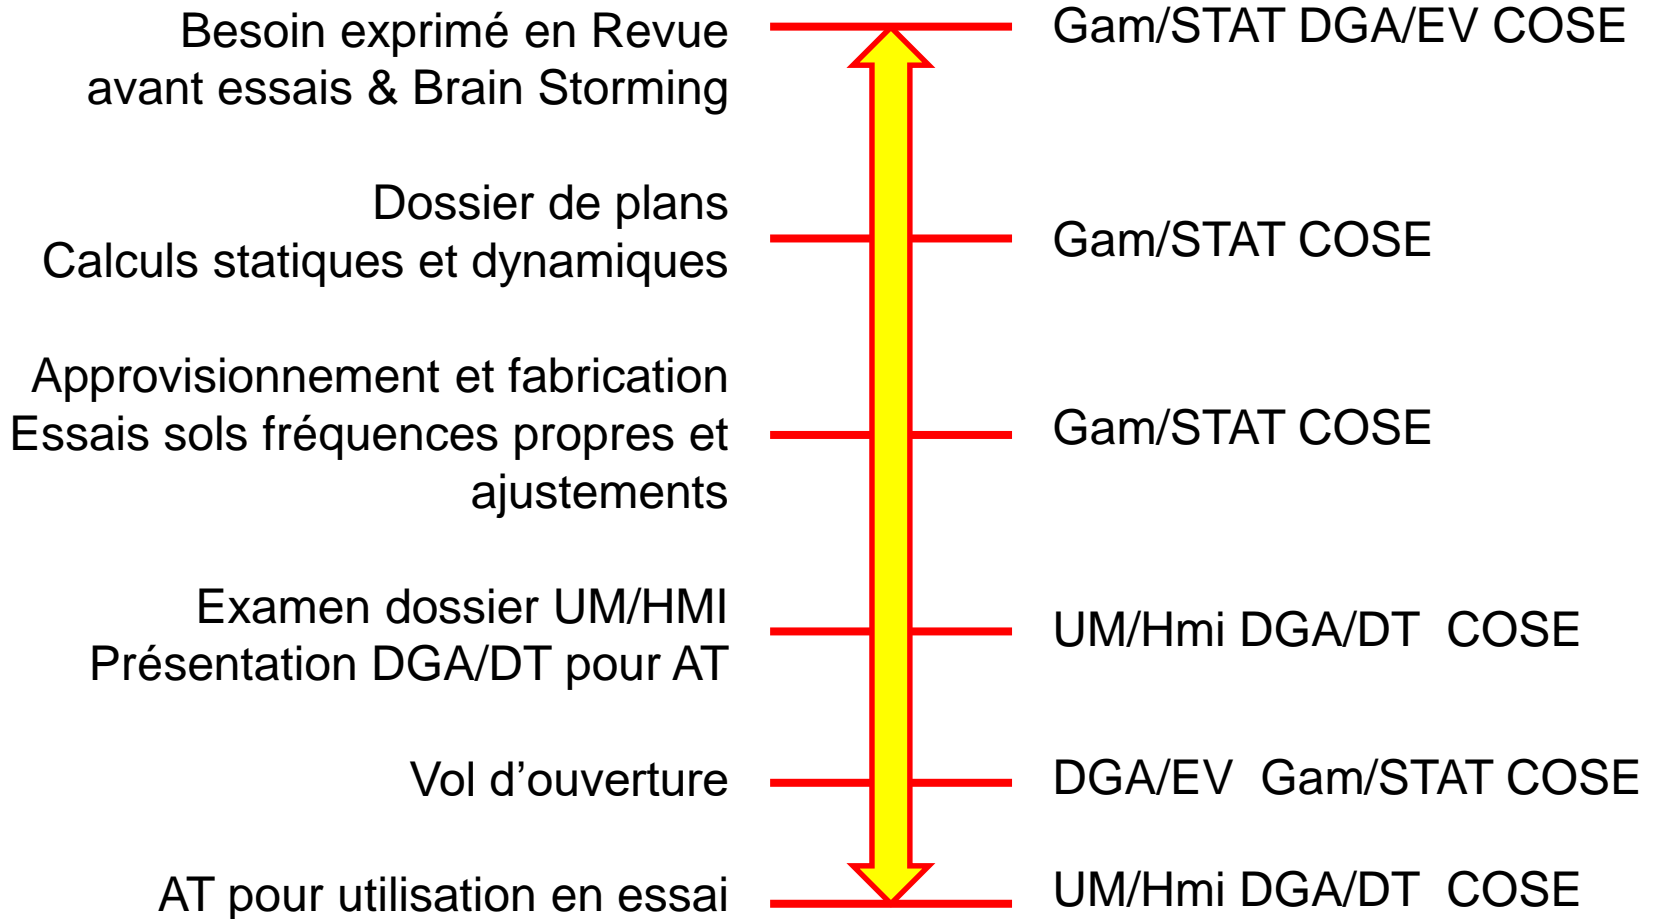 Besoin exprimé en Revue
avant essais & Brain Storming
Gam/STAT DGA/EV COSE
Dossier de plans
Calculs statiques et dynamiques
Gam/STAT COSE
Approvisionnement et fabrication
Essais sols fréquences propres et
ajustements
Gam/STAT COSE
Examen dossier UM/HMI
Présentation DGA/DT pour AT
UM/Hmi DGA/DT COSE
Vol d’ouverture
DGA/EV Gam/STAT COSE
AT pour utilisation en essai
UM/Hmi DGA/DT COSE